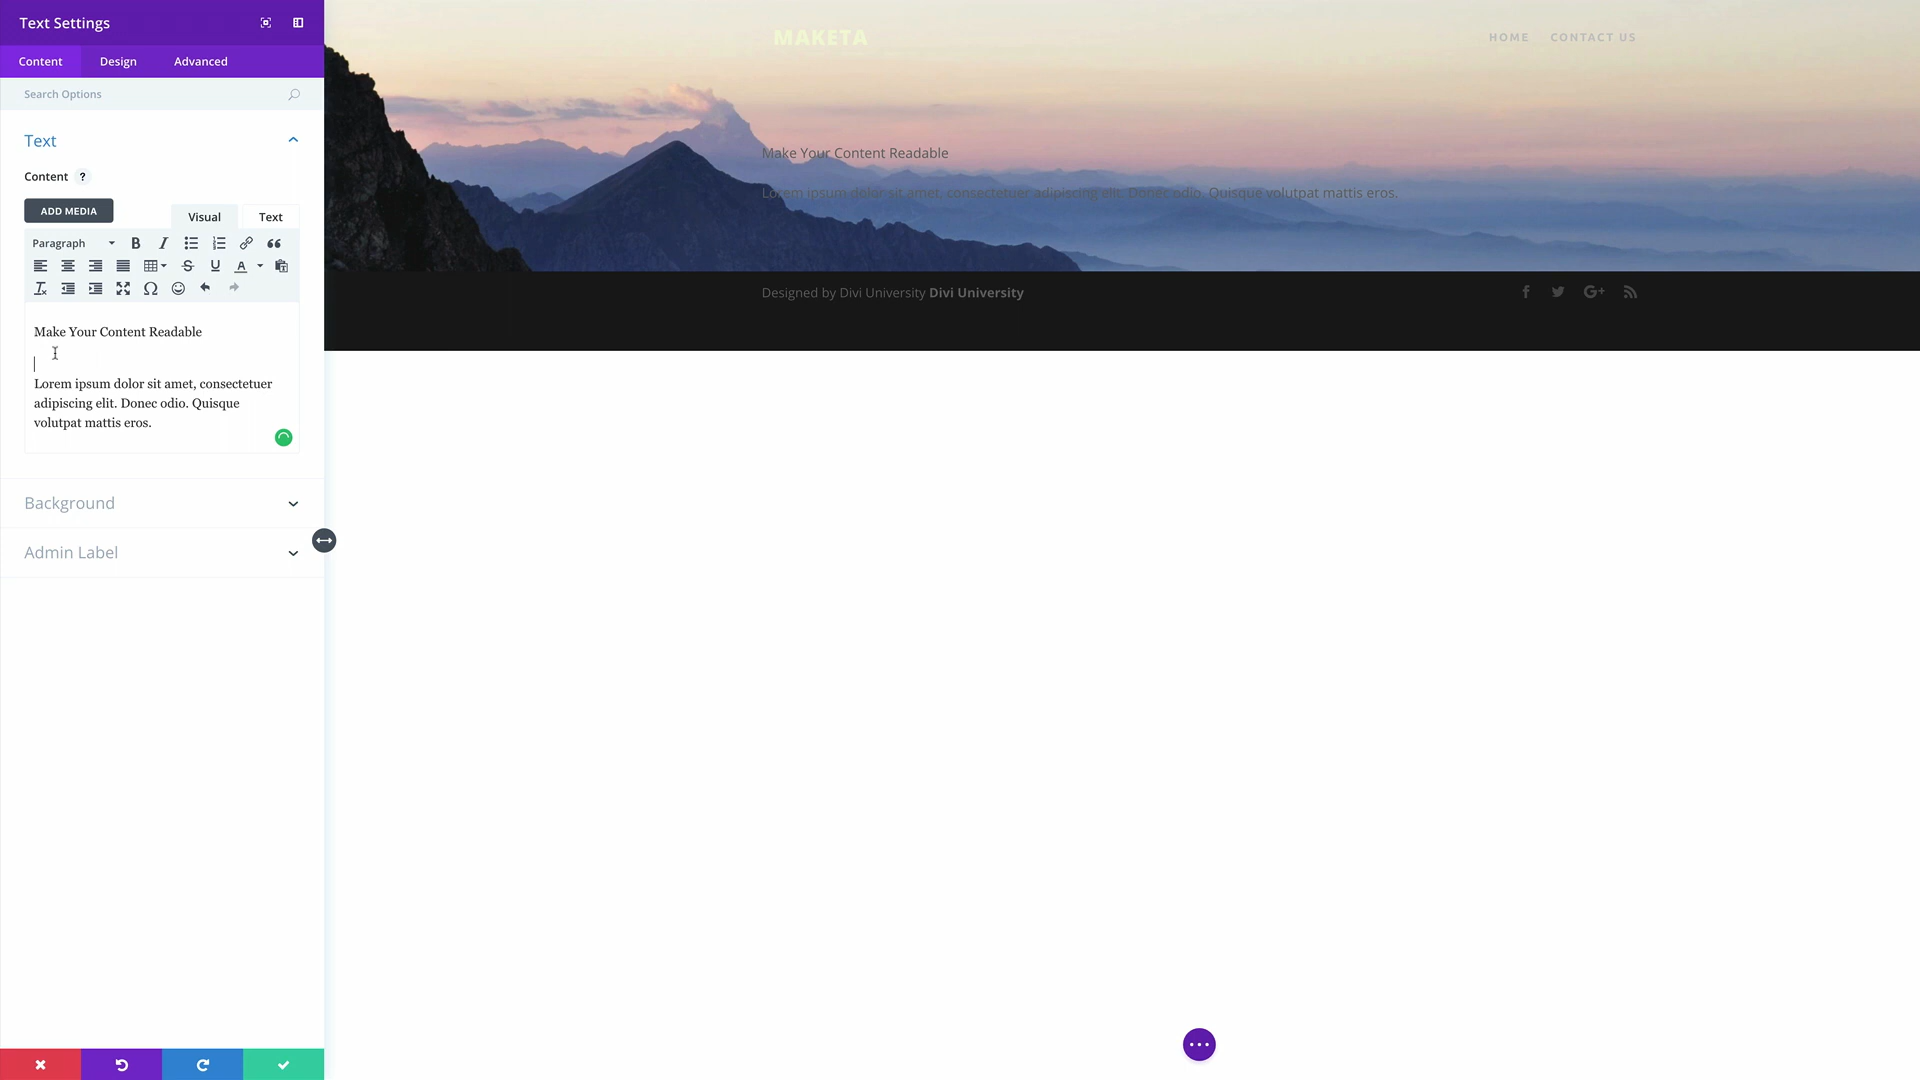 Text Settings
Content Design Advanced
Search Options
Text
Content ?
ADD MEDIA
Visual Text
Paragraph
Make Your Content Readable
Lorem ipsum dolor sit amet, consectetuer
adipiscing elit. Donec odio. Quisque
volutpat mattis eros.
Background
Admin Label
MAKETA
HOME CONTACT US
Make Your Content Readable
Lorem ipsum dolor sit amet, consectetuer adipiscing elit. Donec odio. Quisque volutpat mattis eros.
Designed by Divi University Divi University